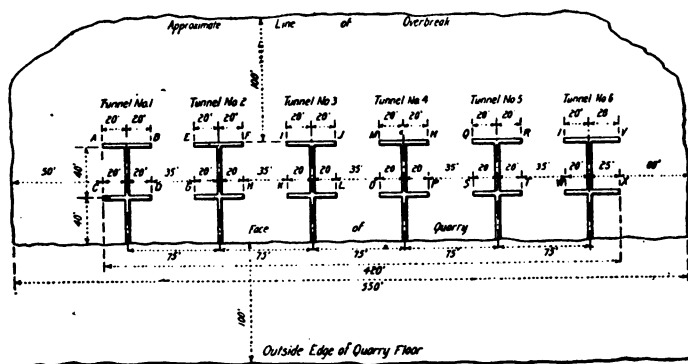 Approximate Line of Overbreak
100'
Tunnel No.1 Tunnel No.2 Tunnel No.3 Tunnel No.4 Tunnel No.5 Tunnel No.6
20' 20' 20' 20' 20' 20' 20' 20' 20' 20' 20' 20'
A B E F I J M N Q R V
40'
50' 20' 20' 35' 20' 20 35' 20 20 35' 20 20 35' 20 20' 35' 20' 25' 35'
C D G H K L O P S T W X
40'
Face of Quarry
75' 75' 75' 75' 75'
420'
550'
100'
Outside Edge of Quarry Floor